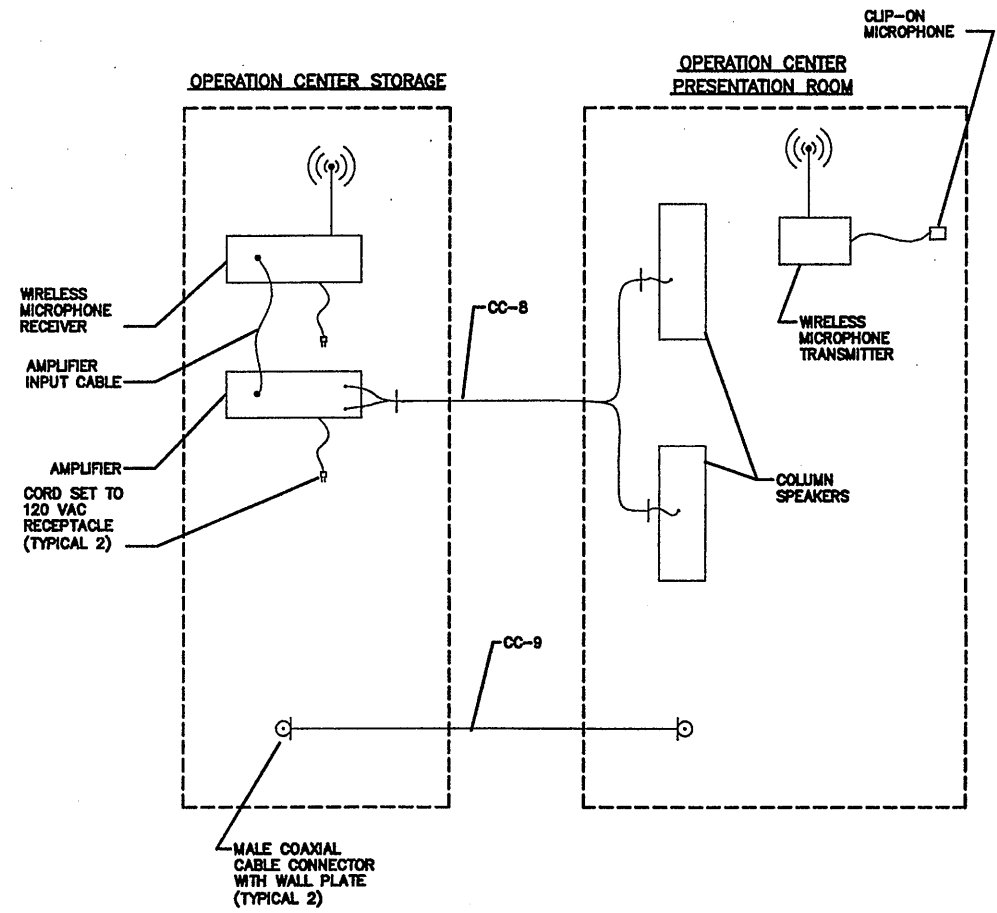 CLIP-ON
MICROPHONE
OPERATION CENTER STORAGE
OPERATION CENTER
PRESENTATION ROOM
WIRELESS
MICROPHONE
RECEIVER
CC-8
WIRELESS
MICROPHONE
TRANSMITTER
AMPLIFIER
INPUT CABLE
AMPLIFIER
COLUMN
SPEAKERS
CORD SET TO
120 VAC
RECEPTACLE
(TYPICAL 2)
CC-9
MALE COAXIAL
CABLE CONNECTOR
WITH WALL PLATE
(TYPICAL 2)